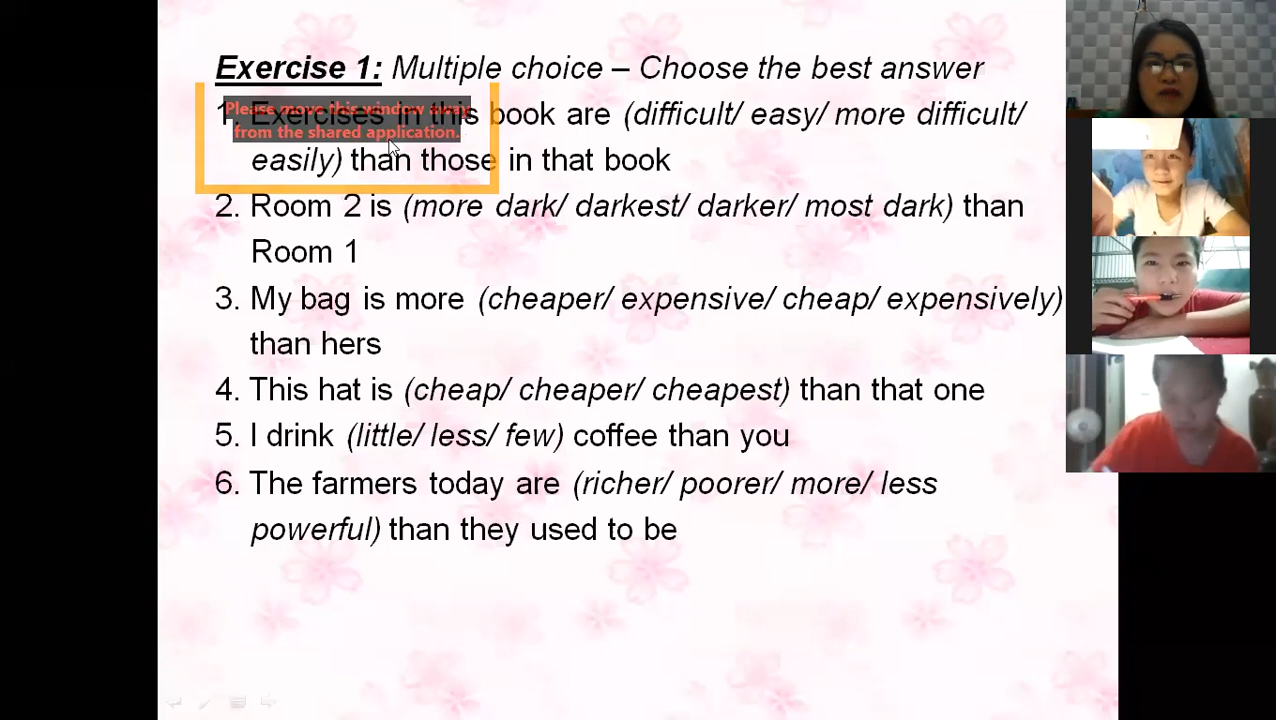 Exercise 1: Multiple choice – Choose the best answer
1. Exercises in this book are (difficult/ easy/ more difficult/
Please move this window away
from the shared application.
easily) than those in that book
2. Room 2 is (more dark/ darkest/ darker/ most dark) than
Room 1
3. My bag is more (cheaper/ expensive/ cheap/ expensively)
than hers
4. This hat is (cheap/ cheaper/ cheapest) than that one
5. I drink (little/ less/ few) coffee than you
6. The farmers today are (richer/ poorer/ more/ less
powerful) than they used to be